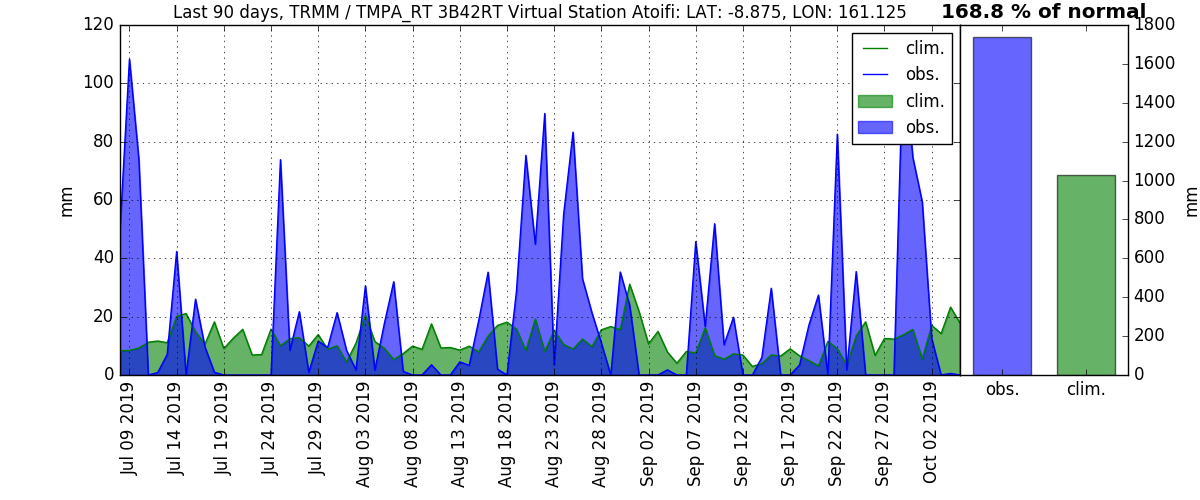 Last 90 days, TRMM / TMPA_RT 3B42RT Virtual Station Atoifi: LAT: -8.875, LON: 161.125
168.8 % of normal
120
100
80
60
40
20
0
mm
clim.
obs.
clim.
obs.
1800
1600
1400
1200
1000
800
600
400
200
0
mm
Jul 09 2019
Jul 14 2019
Jul 19 2019
Jul 24 2019
Jul 29 2019
Aug 03 2019
Aug 08 2019
Aug 13 2019
Aug 18 2019
Aug 23 2019
Aug 28 2019
Sep 02 2019
Sep 07 2019
Sep 12 2019
Sep 17 2019
Sep 22 2019
Sep 27 2019
Oct 02 2019
obs.
clim.